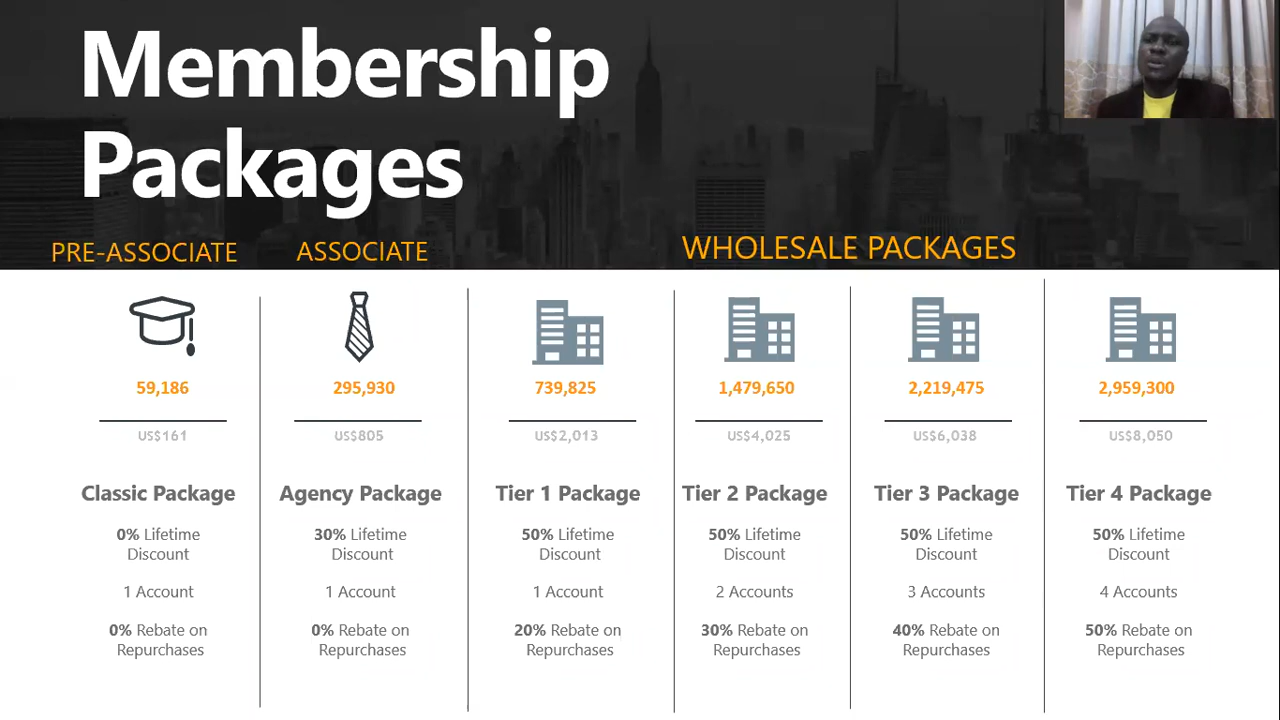 Membership
Packages
PRE-ASSOCIATE
ASSOCIATE
WHOLESALE PACKAGES
59,186
US$161
Classic Package
0% Lifetime
Discount
1 Account
0% Rebate on
Repurchases
295,930
US$805
Agency Package
30% Lifetime
Discount
1 Account
0% Rebate on
Repurchases
739,825
US$2,013
Tier 1 Package
50% Lifetime
Discount
1 Account
20% Rebate on
Repurchases
1,479,650
US$4,025
Tier 2 Package
50% Lifetime
Discount
2 Accounts
30% Rebate on
Repurchases
2,219,475
US$6,038
Tier 3 Package
50% Lifetime
Discount
3 Accounts
40% Rebate on
Repurchases
2,959,300
US$8,050
Tier 4 Package
50% Lifetime
Discount
4 Accounts
50% Rebate on
Repurchases